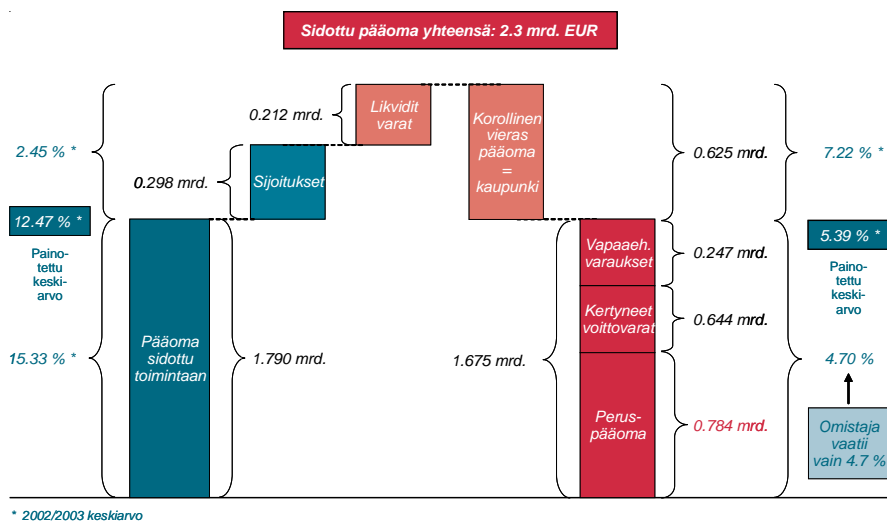 Sidottu pääoma yhteensä: 2.3 mrd. EUR
0.212 mrd.
Likvidit
varat
Korollinen
vieras
pääoma
=
kaupunki
2.45 % *
0.298 mrd.
Sijoitukset
0.625 mrd.
7.22 % *
12.47 % *
Paino-
tettu
keski-
arvo
Vapaaeh.
varaukset
0.247 mrd.
5.39 % *
Paino-
tettu
keski-
arvo
Kertyneet
voittovarat
0.644 mrd.
15.33 % *
Pääoma
sidottu
toimintaan
1.790 mrd.
1.675 mrd.
4.70 %
Perus-
pääoma
0.784 mrd.
Omistaja
vaatii
vain 4.7 %
* 2002/2003 keskiarvo